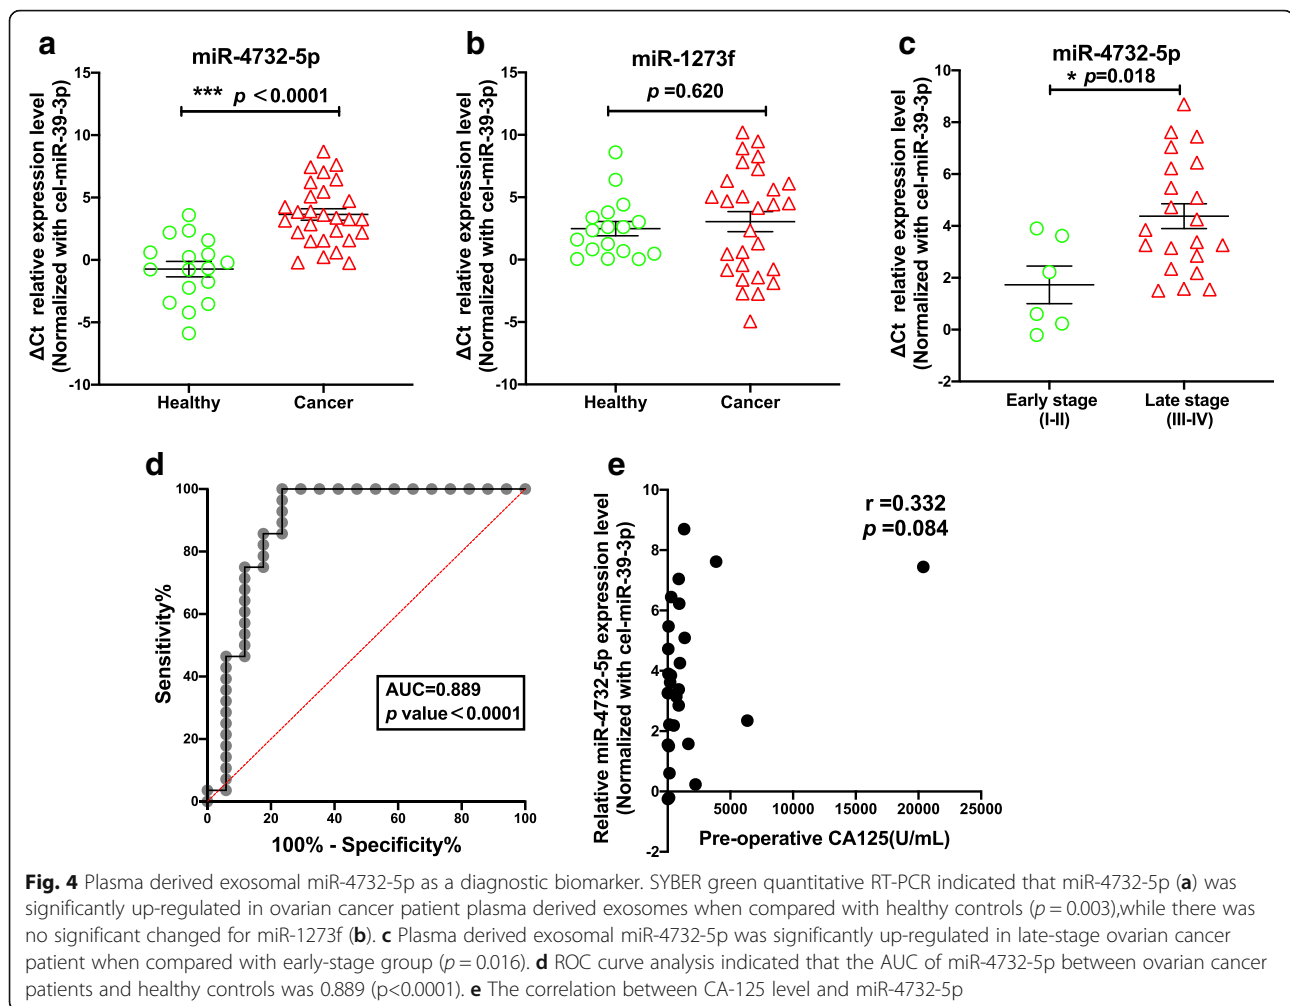 a
miR-4732-5p
*** p <0.0001
15
10
5
0
-5
-10
ΔCt relative expression level
(Normalized with cel-miR-39-3p)
Healthy
Cancer
b
miR-1273f
p =0.620
15
10
5
0
-5
-10
ΔCt relative expression level
(Normalized with cel-miR-39-3p)
Healthy
Cancer
c
miR-4732-5p
* p=0.018
10
8
6
4
2
0
-2
ΔCt relative expression level
(Normalized with cel-miR-39-3p)
Early stage
(I-II)
Late stage
(III-IV)
d
100
80
60
40
20
0
Sensitivity%
AUC=0.889
p value<0.0001
0 20 40 60 80 100
100% - Specificity%
e
r =0.332
p =0.084
10
8
6
4
2
0
-2
Relative miR-4732-5p expression level
(Normalized with cel-miR-39-3p)
5000 10000 15000 20000 25000
Pre-operative CA125(U/mL)
Fig. 4 Plasma derived exosomal miR-4732-5p as a diagnostic biomarker. SYBER green quantitative RT-PCR indicated that miR-4732-5p (a) was
significantly up-regulated in ovarian cancer patient plasma derived exosomes when compared with healthy controls (p = 0.003),while there was
no significant changed for miR-1273f (b). c Plasma derived exosomal miR-4732-5p was significantly up-regulated in late-stage ovarian cancer
patient when compared with early-stage group (p = 0.016). d ROC curve analysis indicated that the AUC of miR-4732-5p between ovarian cancer
patients and healthy controls was 0.889 (p<0.0001). e The correlation between CA-125 level and miR-4732-5p